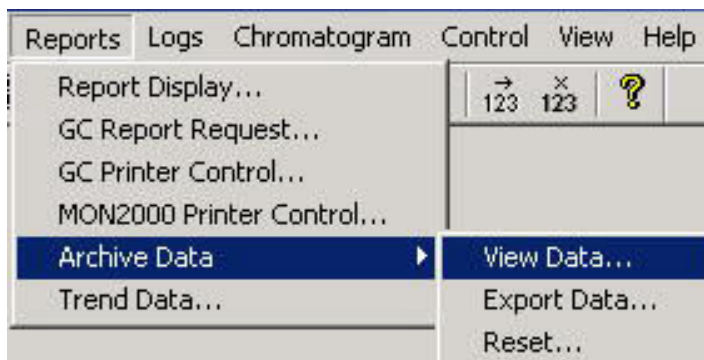 Reports Logs Chromatogram Control View Help
Report Display...
123 123 ?
GC Report Request...
GC Printer Control...
MON2000 Printer Control...
Archive Data
View Data...
Trend Data...
Export Data...
Reset...